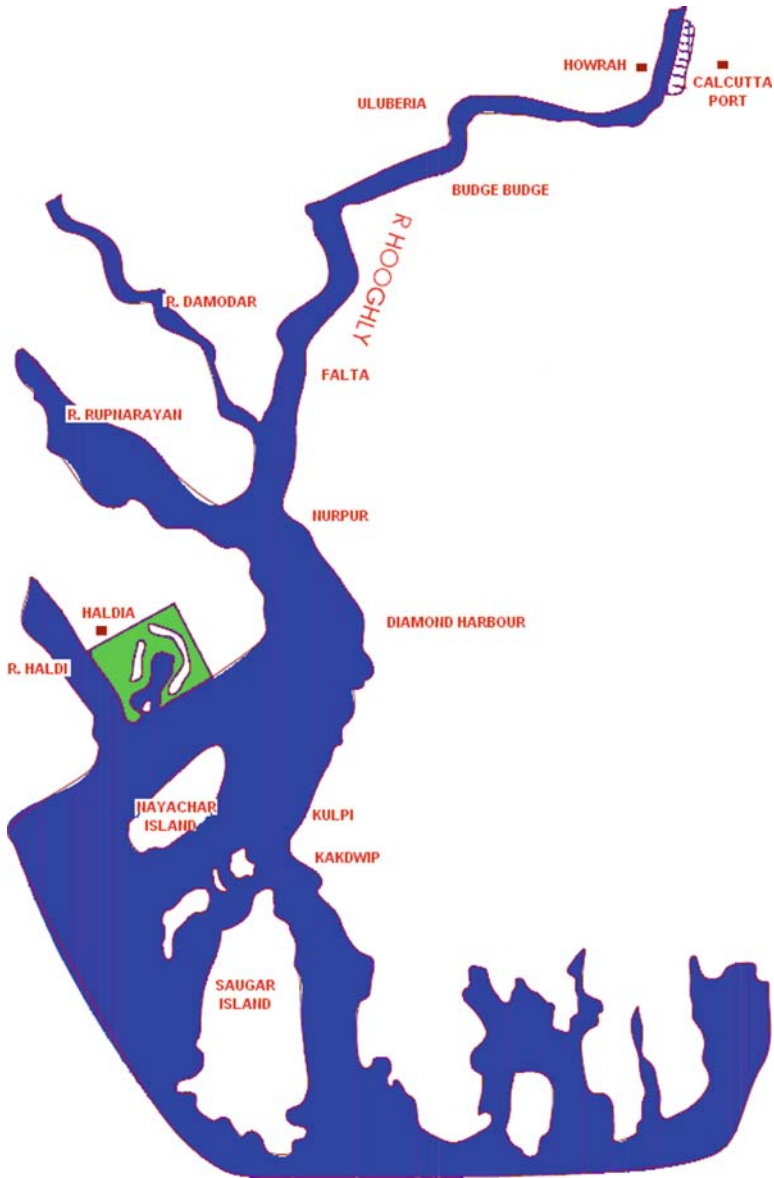 HOWRAH
CALCUTTA
PORT
ULUBERIA
BUDGE BUDGE
R HOOGHLY
R. DAMODAR
FALTA
R. RUPNARAYAN
NURPUR
HALDIA
DIAMOND HARBOUR
R. HALDI
NAYACHAR
ISLAND
KULPI
KAKDWIP
SAUGAR
ISLAND